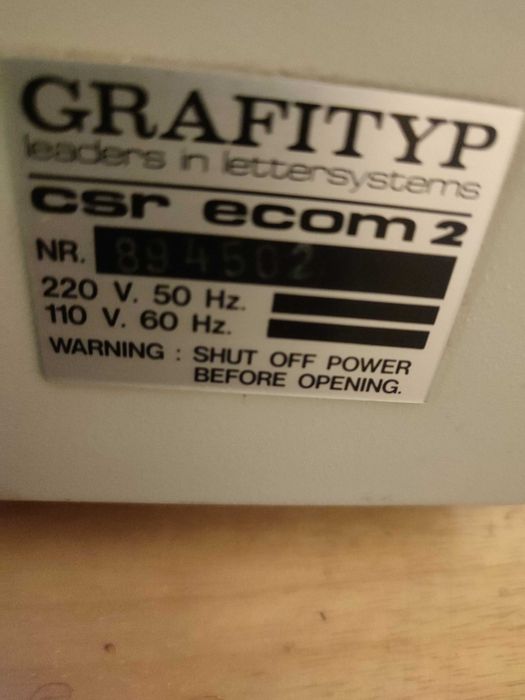 GRAFITYP
leaders in lettersystems
csr ecom 2
NR. 894502
220 V. 50 Hz.
110 V. 60 Hz.
WARNING : SHUT OFF POWER
BEFORE OPENING.